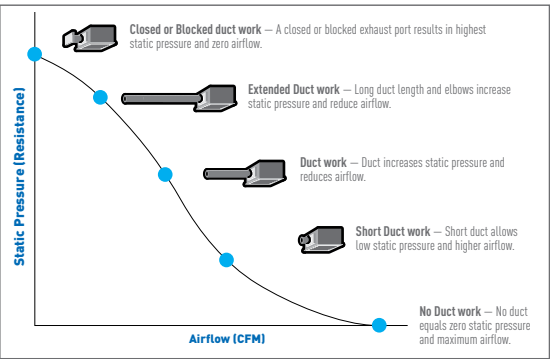 Closed or Blocked duct work — A closed or blocked exhaust port results in highest
static pressure and zero airflow.
Extended Duct work — Long duct length and elbows increase
static pressure and reduce airflow.
Duct work — Duct increases static pressure and
reduces airflow.
Short Duct work — Short duct allows
low static pressure and higher airflow.
No Duct work — No duct
equals zero static pressure
and maximum airflow.
Static Pressure (Resistance)
Airflow (CFM)